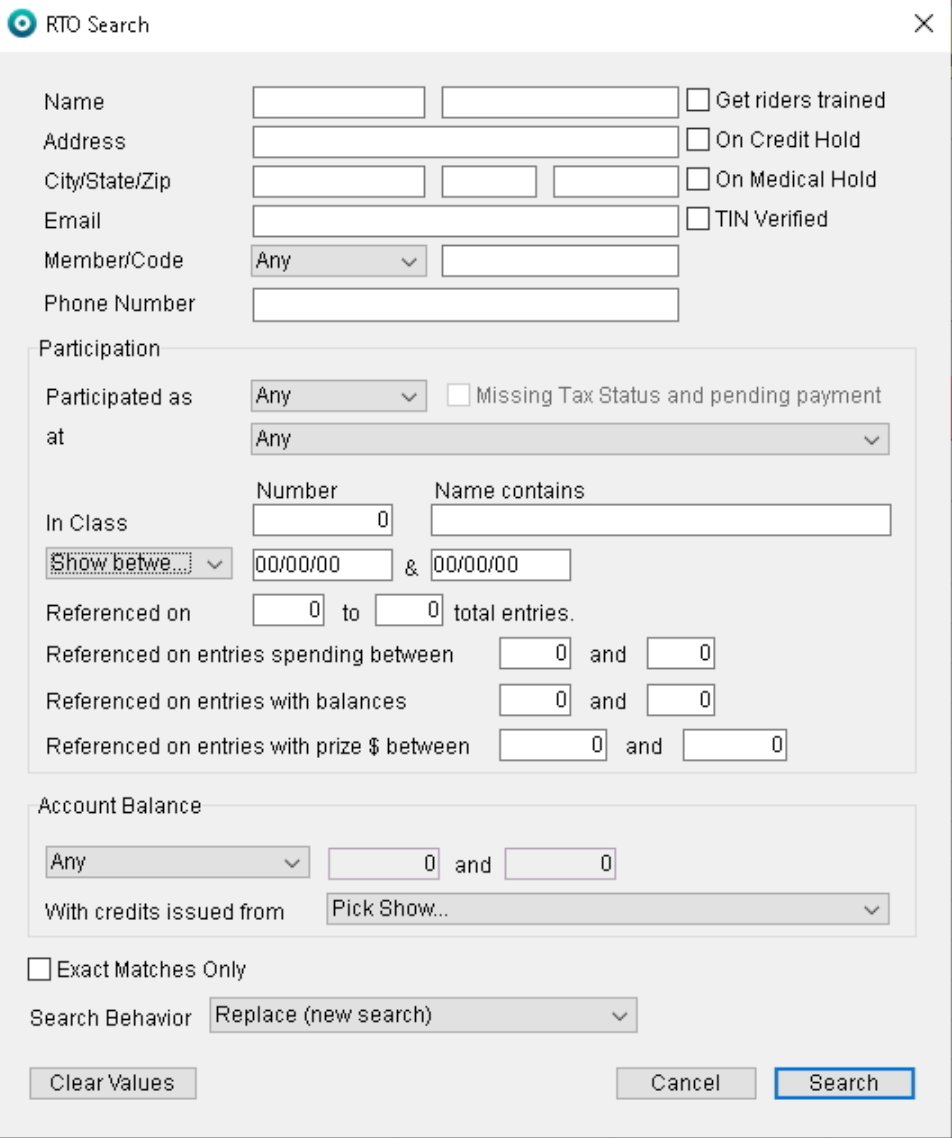 RTO Search
Name Get riders trained
Address On Credit Hold
City/State/Zip On Medical Hold
Email TIN Verified
Member/Code Any
Phone Number
Participation
Participated as Any Missing Tax Status and pending payment
at Any
Number Name contains
In Class 0
Show betwe... 00/00/00 & 00/00/00
Referenced on 0 to 0 total entries.
Referenced on entries spending between 0 and 0
Referenced on entries with balances 0 and 0
Referenced on entries with prize $ between 0 and 0
Account Balance
Any 0 and 0
With credits issued from Pick Show...
Exact Matches Only
Search Behavior Replace (new search)
Clear Values Cancel Search